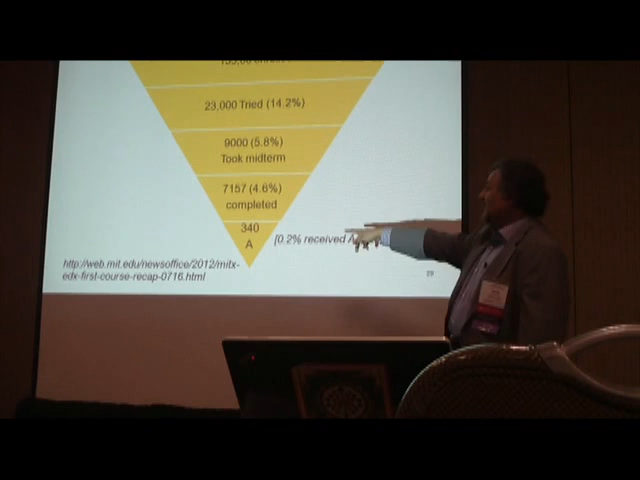 23,000 Tried (14.2%)
9000 (5.8%)
Took midterm
7157 (4.6%)
completed
340
A
[0.2% received
http://web.mit.edu/newsoffice/2012/mitx-
edx-first-course-recap-0716.html